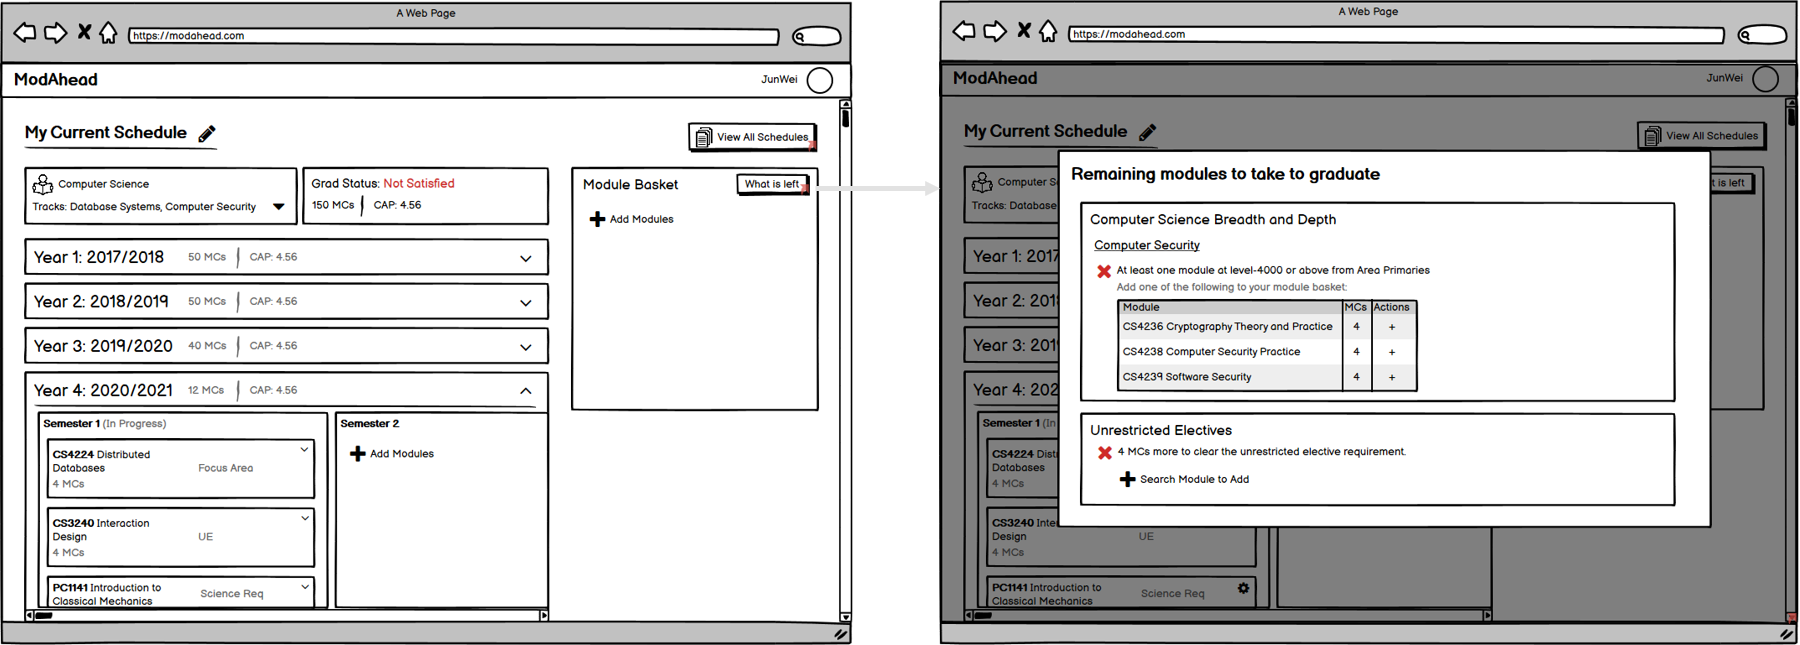 A Web Page
https://modahead.com
ModAhead
JunWei
My Current Schedule
View All Schedules
Computer Science
Tracks: Database Systems, Computer Security
Grad Status: Not Satisfied
150 MCs | CAP: 4.56
Module Basket
What is left
Add Modules
Year 1: 2017/2018 50 MCs | CAP: 4.56
Year 2: 2018/2019 50 MCs | CAP: 4.56
Year 3: 2019/2020 40 MCs | CAP: 4.56
Year 4: 2020/2021 12 MCs | CAP: 4.56
Semester 1 (In Progress)
CS4224 Distributed
Databases
Focus Area
4 MCs
CS3240 Interaction
Design
UE
4 MCs
PC1141 Introduction to
Classical Mechanics
Science Req
Semester 2
Add Modules
A Web Page
https://modahead.com
ModAhead
JunWei
My Current Schedule
View All Schedules
Computer S
Tracks: Database
t is left
Year 1: 2017
Year 2: 201
Year 3: 201
Year 4: 202
Semester 1 (In
CS4224 Dist
Databases
4 MCs
CS3240 Inte
Design
UE
4 MCs
PC1141 Introduction to
Classical Mechanics
Science Req
Remaining modules to take to graduate
Computer Science Breadth and Depth
Computer Security
At least one module at level-4000 or above from Area Primaries
Add one of the following to your module basket:
Module MCs Actions
CS4236 Cryptography Theory and Practice 4 +
CS4238 Computer Security Practice 4 +
CS4239 Software Security 4 +
Unrestricted Electives
4 MCs more to clear the unrestricted elective requirement.
Search Module to Add